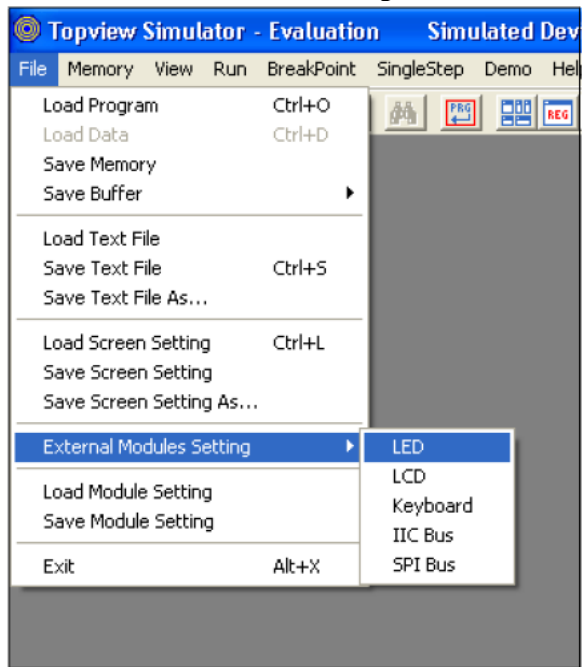 Topview Simulator - Evaluation Simulated Dev
File Memory View Run BreakPoint SingleStep Demo Hel
PRG REG
Load Program Ctrl+O
Load Data Ctrl+D
Save Memory
Save Buffer
Load Text File
Save Text File Ctrl+S
Save Text File As...
Load Screen Setting Ctrl+L
Save Screen Setting
Save Screen Setting As...
External Modules Setting LED
LCD
Load Module Setting Keyboard
Save Module Setting IIC Bus
Exit Alt+X SPI Bus